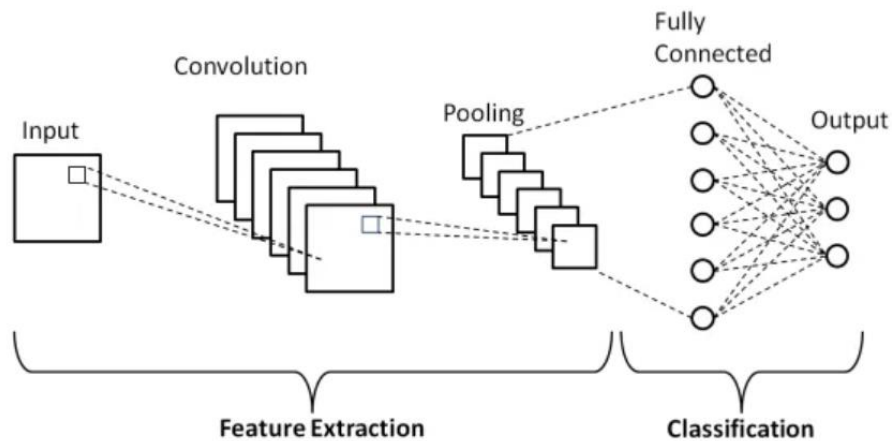 Input
Convolution
Pooling
Fully
Connected
Output
Feature Extraction
Classification